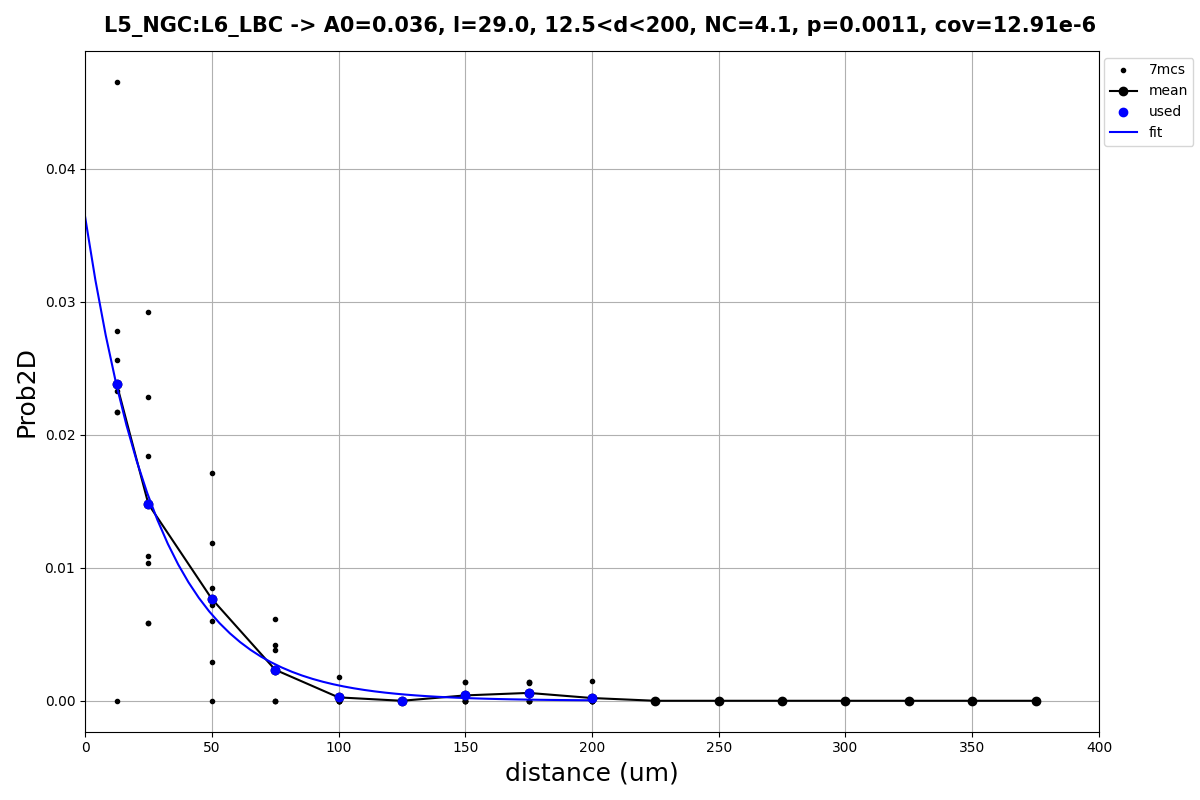 L5_NGC:L6_LBC -> A0=0.036, l=29.0, 12.5<d<200, NC=4.1, p=0.0011, cov=12.91e-6
7mcs
mean
used
fit
Prob2D
0.04
0.03
0.02
0.01
0.00
0 50 100 150 200 250 300 350 400
distance (um)